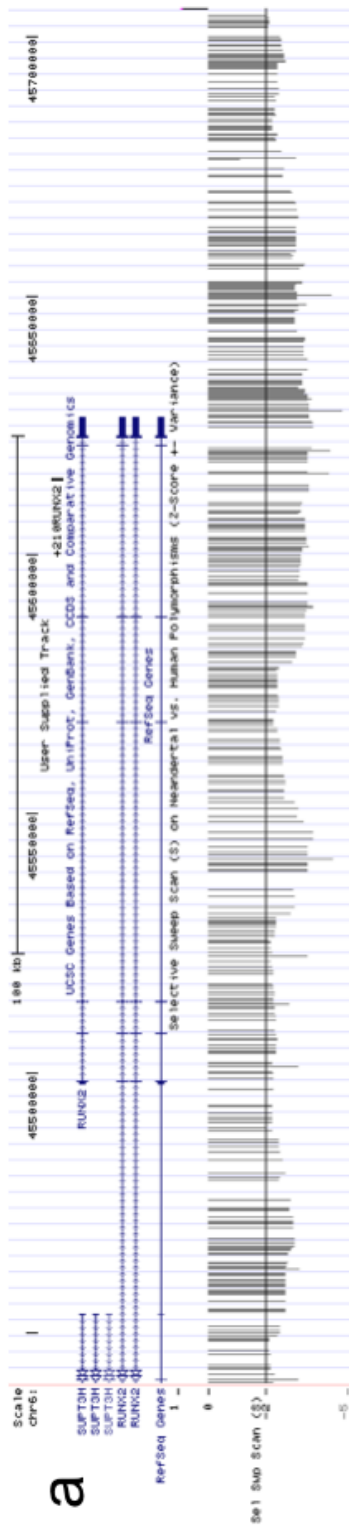 a
Scale
100 kb
chr6:
45500000|
45550000|
45600000|
45650000|
45700000|
User Supplied Track
+210RUNX2
UCSC Genes Based on RefSeq, UniProt, GenBank, CCDS and Comparative Genomics
SUPT3H
RUNX2
SUPT3H
SUPT3H
RUNX2
RUNX2
RefSeq Genes
RefSeq Genes
Selective Sweep Scan (S) on Neandertal vs. Human Polymorphisms (Z-Score +- Variance)
1
0
Sel Swp Scan (S)
-5